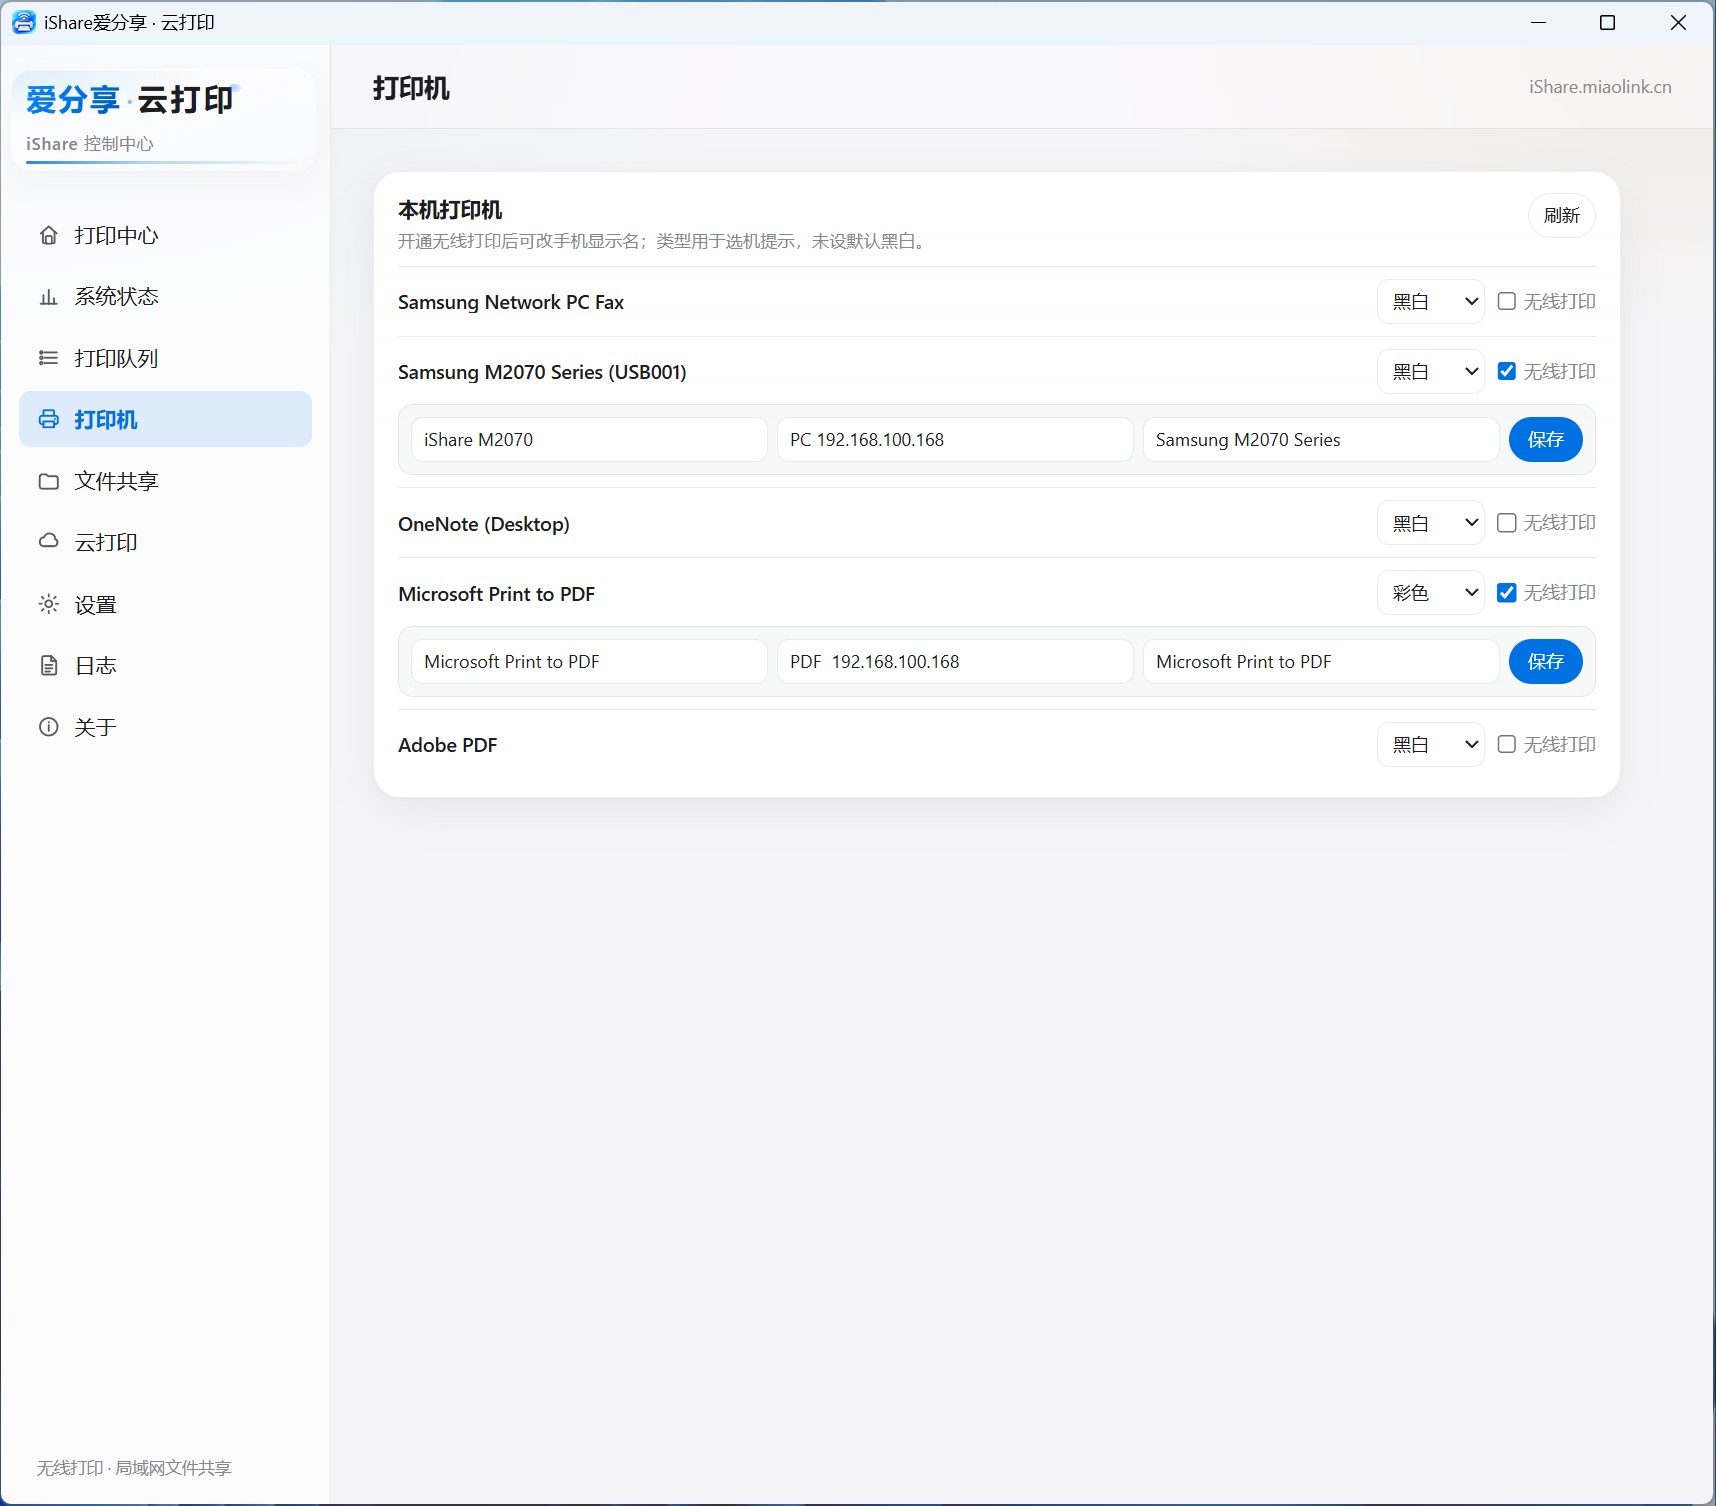 iShare爱分享 · 云打印
爱分享 · 云打印
iShare 控制中心
打印中心
系统状态
打印队列
打印机
文件共享
云打印
设置
日志
关于
无线打印 · 局域网文件共享
打印机
iShare.miaolink.cn
本机打印机
开通无线打印后可改手机显示名；类型用于选机提示，未设默认黑白。
刷新
Samsung Network PC Fax 黑白 无线打印
Samsung M2070 Series (USB001) 黑白 无线打印
iShare M2070 PC 192.168.100.168 Samsung M2070 Series 保存
OneNote (Desktop) 黑白 无线打印
Microsoft Print to PDF 彩色 无线打印
Microsoft Print to PDF PDF  192.168.100.168 Microsoft Print to PDF 保存
Adobe PDF 黑白 无线打印